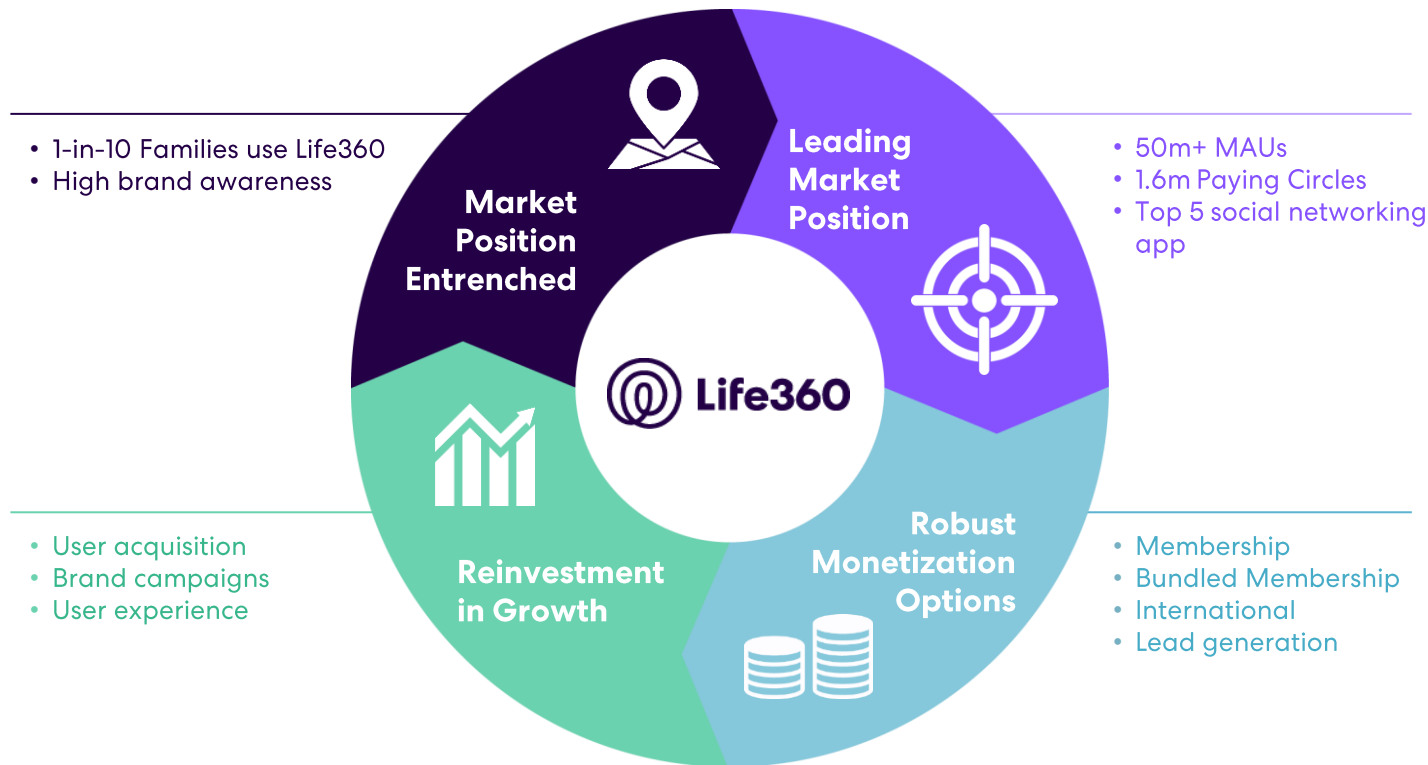 • 1-in-10 Families use Life360
• High brand awareness
Market
Position
Entrenched
Leading
Market
Position
• 50m+ MAUs
• 1.6m Paying Circles
• Top 5 social networking
app
Life360
• User acquisition
• Brand campaigns
• User experience
Reinvestment
in Growth
Robust
Monetization
Options
• Membership
• Bundled Membership
• International
• Lead generation